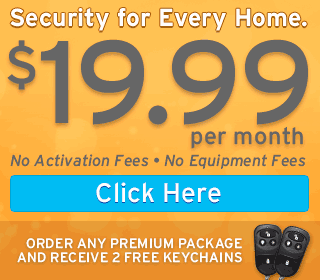 Security for Every Home.
$19.99
per month
No Activation Fees • No Equipment Fees
Click Here
ORDER ANY PREMIUM PACKAGE
AND RECEIVE 2 FREE KEYCHAINS